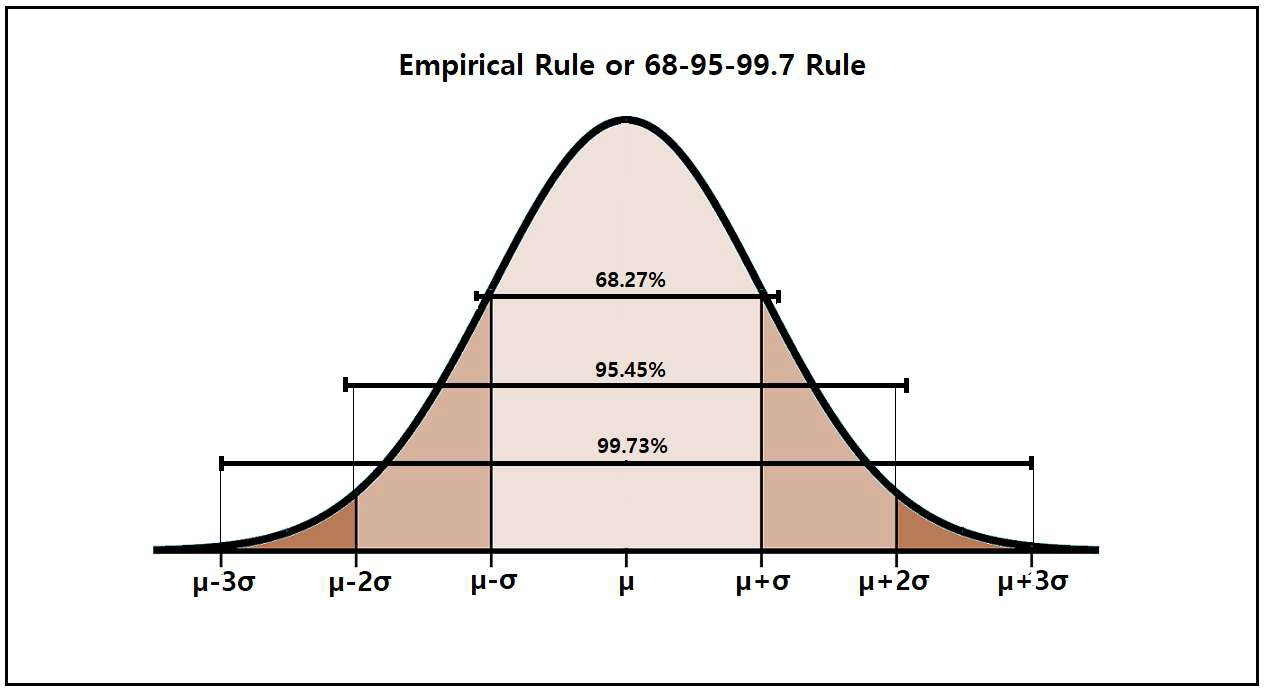 Empirical Rule or 68-95-99.7 Rule
68.27%
95.45%
99.73%
μ-3σ μ-2σ μ-σ μ μ+σ μ+2σ μ+3σ